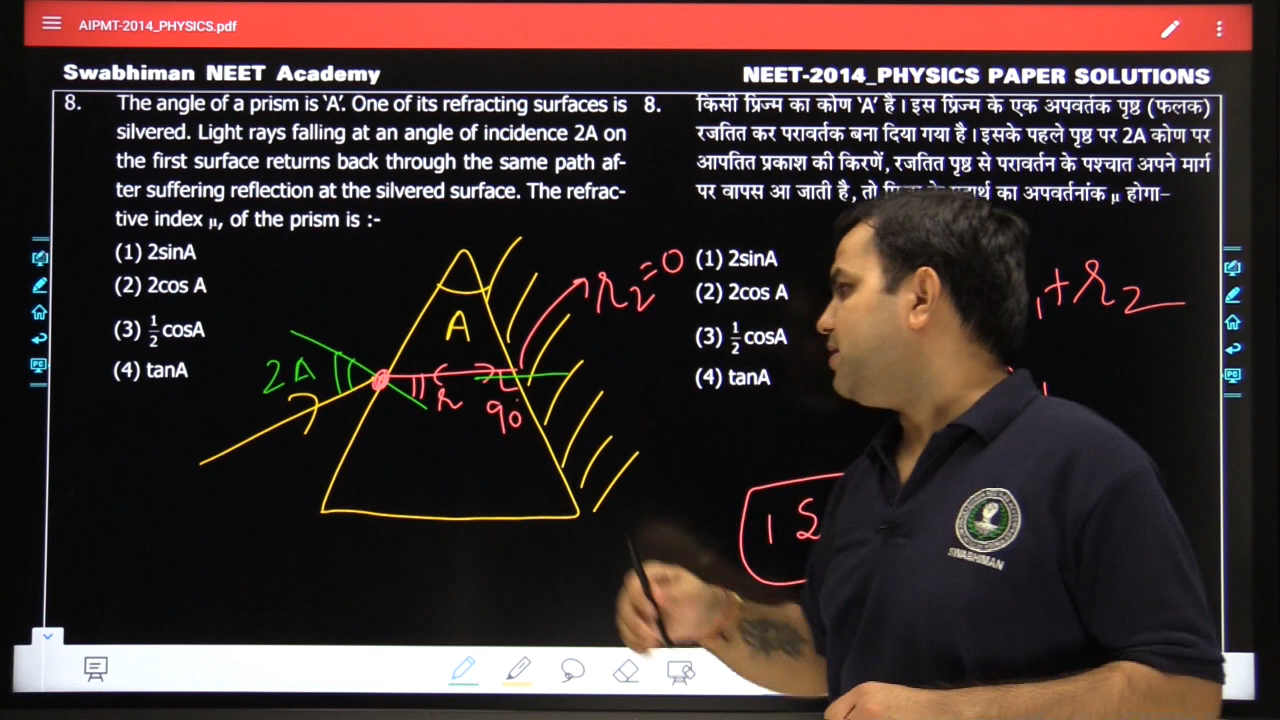 AIPMT-2014_PHYSICS.pdf
Swabhiman NEET Academy
NEET-2014_PHYSICS PAPER SOLUTIONS
8. The angle of a prism is 'A'. One of its refracting surfaces is
silvered. Light rays falling at an angle of incidence 2A on
the first surface returns back through the same path af-
ter suffering reflection at the silvered surface. The refrac-
tive index μ, of the prism is :-
(1) 2sinA
(2) 2cos A
(3) 1/2 cosA
(4) tanA
8. किसी प्रिज्म का कोण 'A' है। इस प्रिज्म के एक अपवर्तक पृष्ठ (फलक)
रजतित कर परावर्तक बना दिया गया है। इसके पहले पृष्ठ पर 2A कोण पर
आपतित प्रकाश की किरणें, रजतित पृष्ठ से परावर्तन के पश्चात अपने मार्ग
पर वापस आ जाती है, तो का अपवर्तनांक μ होगा–
(1) 2sinA
(2) 2cos A
(3) 1/2 cosA
(4) tanA
A
2A
r
90°
r2=0
1+r2
1 S
SWABHIMAN
PC
PC